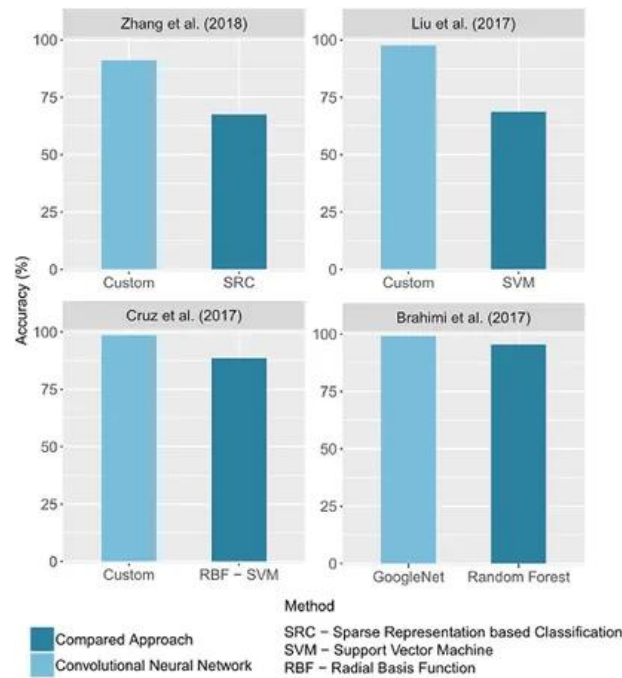 Zhang et al. (2018)
Liu et al. (2017)
100
75
50
25
0
Custom
SRC
100
75
50
25
0
Custom
SVM
Accuracy (%)
Cruz et al. (2017)
Brahimi et al. (2017)
100
75
50
25
0
Custom
RBF − SVM
100
75
50
25
0
GoogleNet
Random Forest
Method
Compared Approach
Convolutional Neural Network
SRC − Sparse Representation based Classification
SVM − Support Vector Machine
RBF − Radial Basis Function